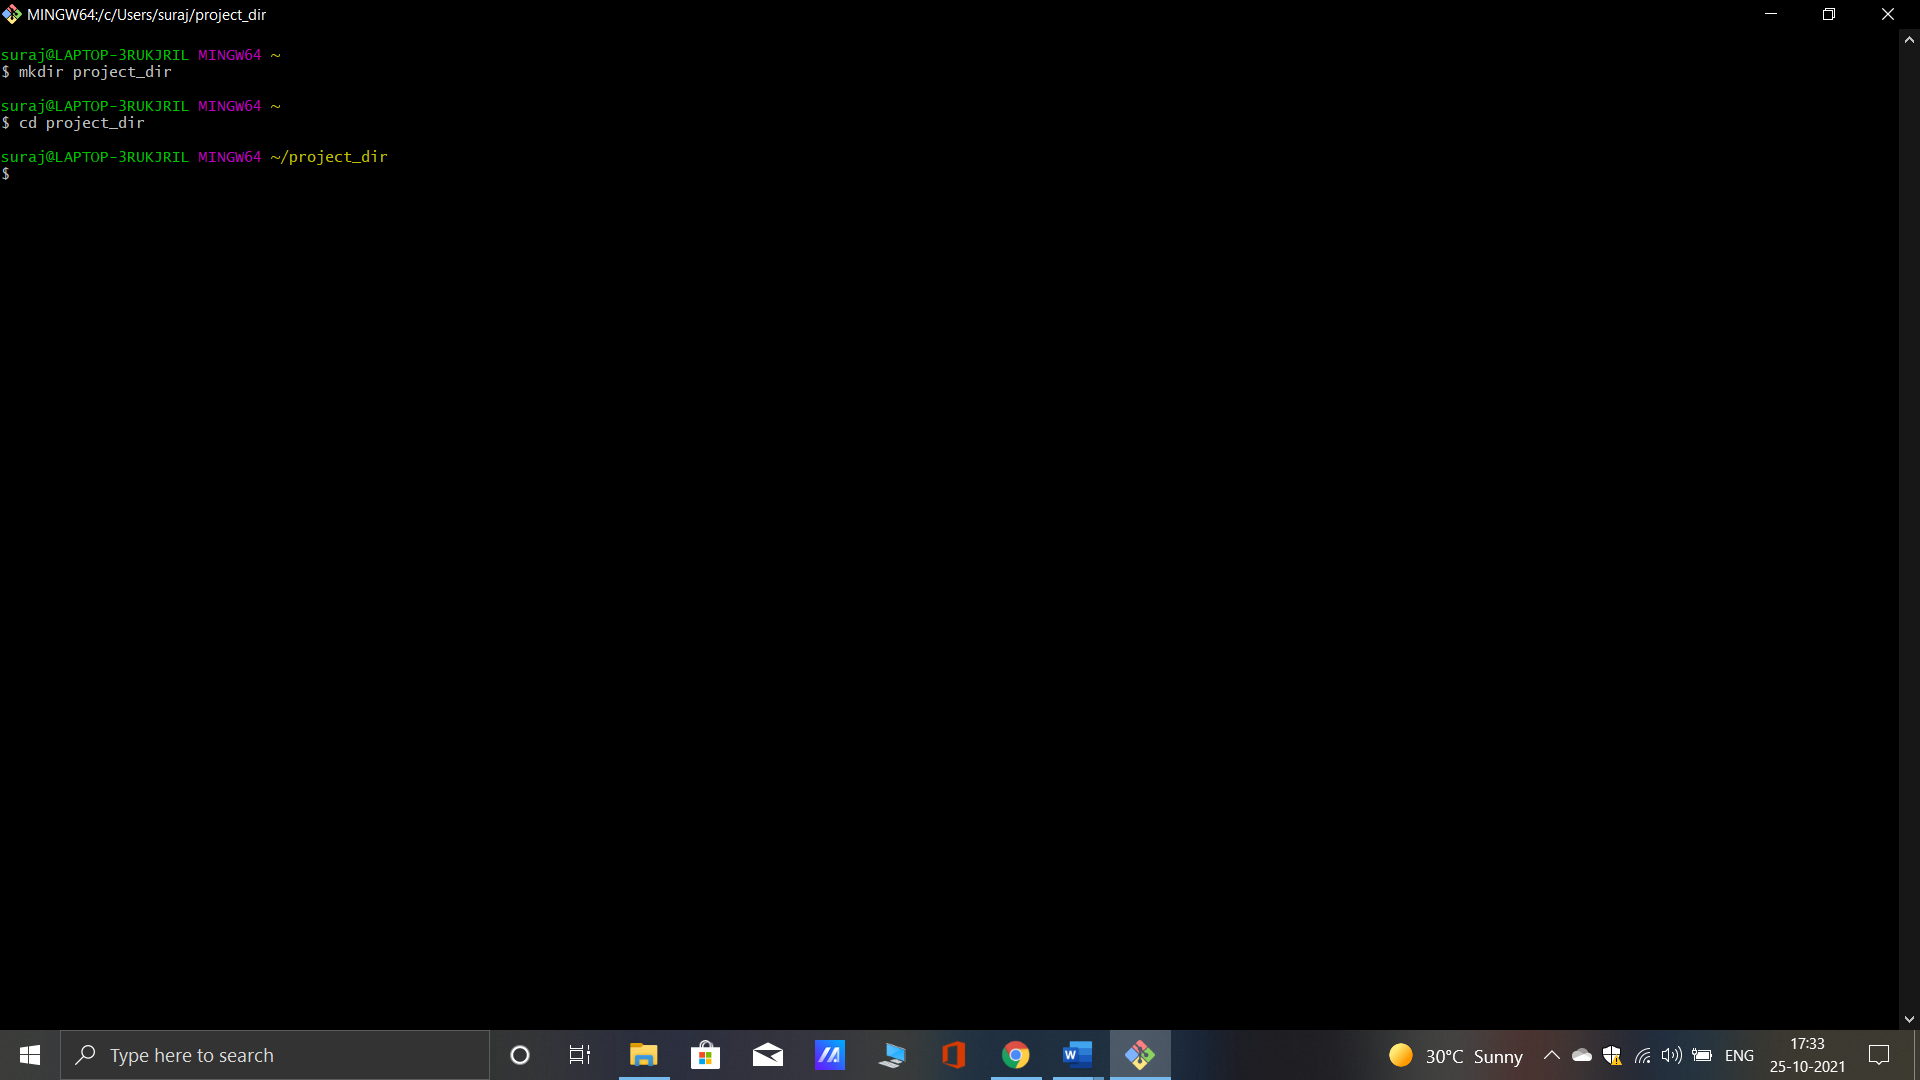 MINGW64:/c/Users/suraj/project_dir
suraj@LAPTOP-3RUKJRIL MINGW64 ~
$ mkdir project_dir
suraj@LAPTOP-3RUKJRIL MINGW64 ~
$ cd project_dir
suraj@LAPTOP-3RUKJRIL MINGW64 ~/project_dir
$
Type here to search
30°C Sunny
ENG
17:33
25-10-2021